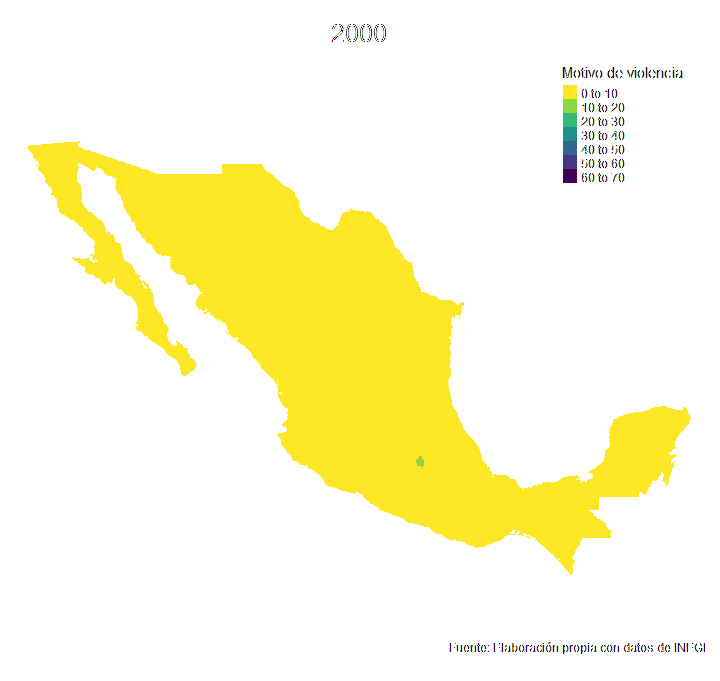 2000
Motivo de violencia
0 to 10
10 to 20
20 to 30
30 to 40
40 to 50
50 to 60
60 to 70
Fuente: Elaboración propia con datos de INEGI